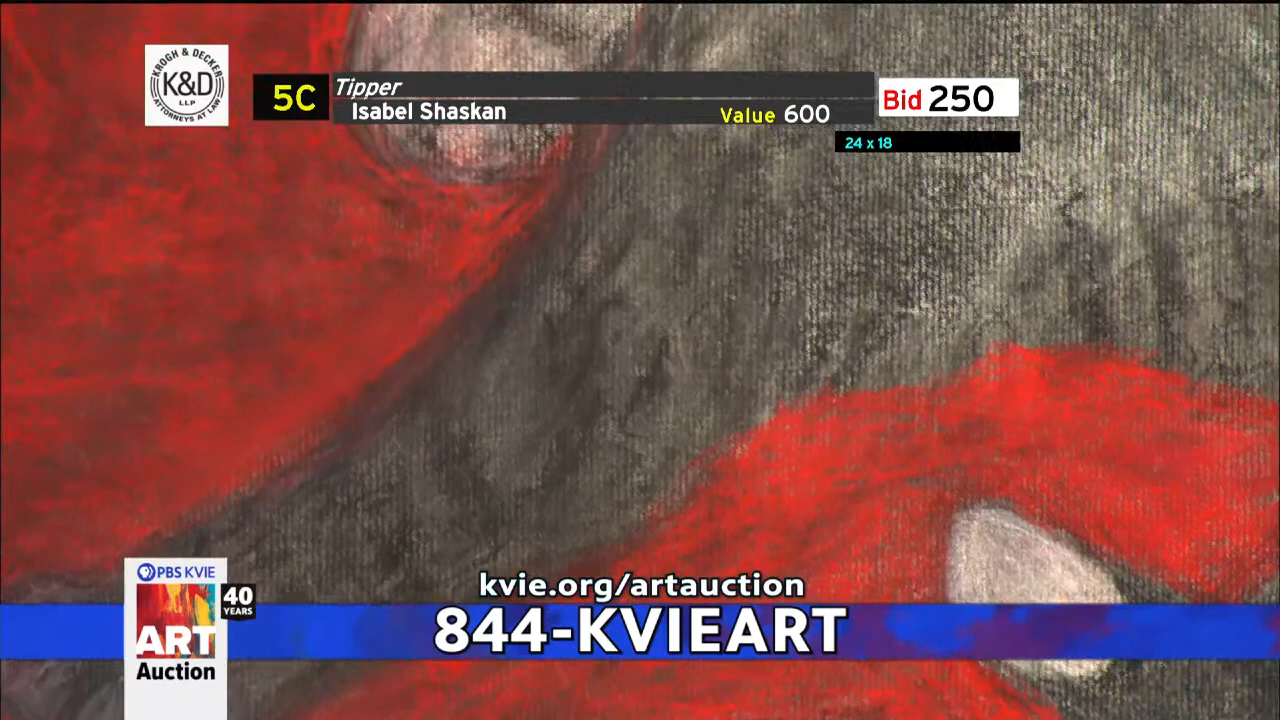 KROGH & DECKER
K&D
LLP
ATTORNEYS AT LAW
5C
Tipper
Isabel Shaskan
Value 600
Bid 250
24 x 18
PBS KVIE
40
YEARS
ART
Auction
kvie.org/artauction
844-KVIEART